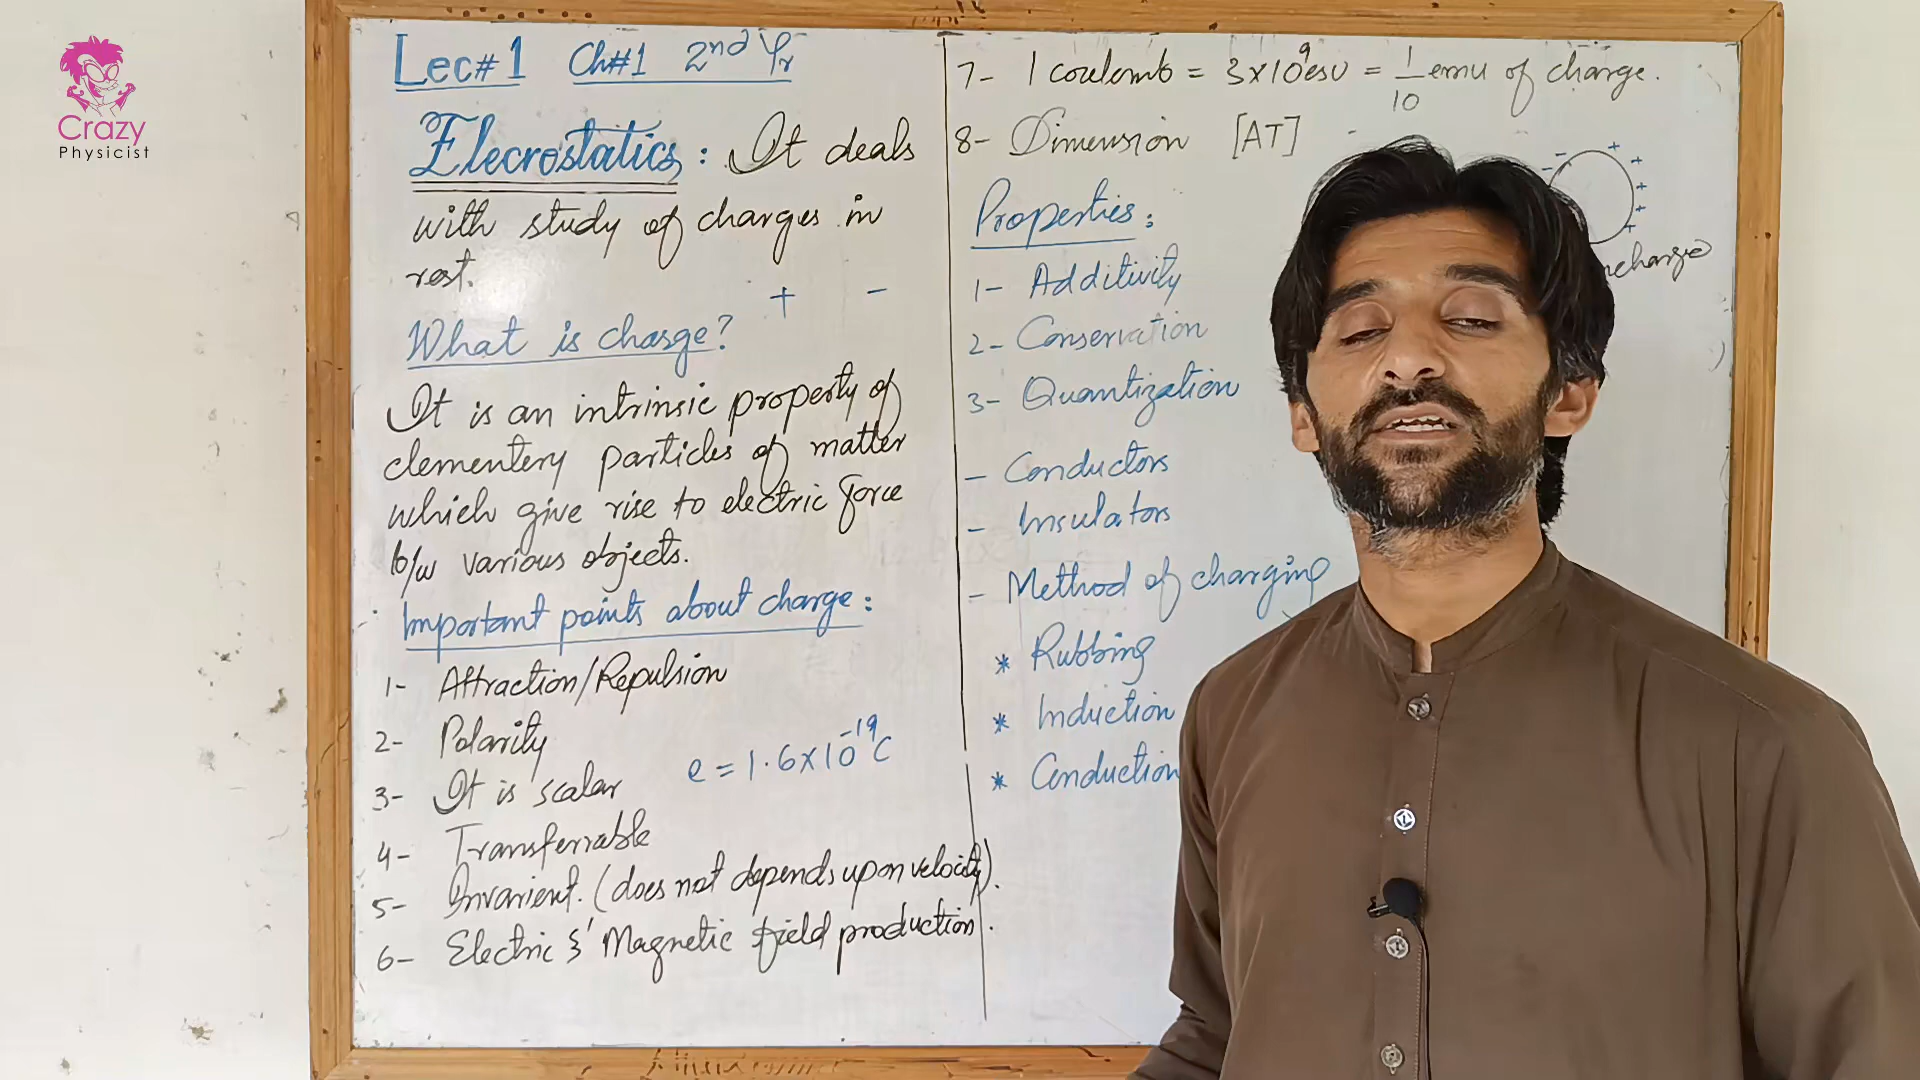 Crazy
Physicist
Lec#1 Ch#1 2nd Yr
Elecrostatics : It deals
with study of charges in
rest.
+ -
What is charge?
It is an intrinsic property of
elementery particles of matter
which give rise to electric force
b/w various objects.
Important points about charge :
1- Attraction/Repulsion
2- Polarity
e = 1.6x10⁻¹⁹C
3- It is scalar
4- Transferrable
5- Invarient. (does not depends upon velocity).
6- Electric & Magnetic field production.
7- 1 coulomb = 3x10⁹esu = 1/10 emu of charge.
8- Dimension [AT]
Properties :
1- Additivity
2- Conservation
3- Quantization
- Conductors
- Insulators
- Method of charging
* Rubbing
* Induction
* Conduction